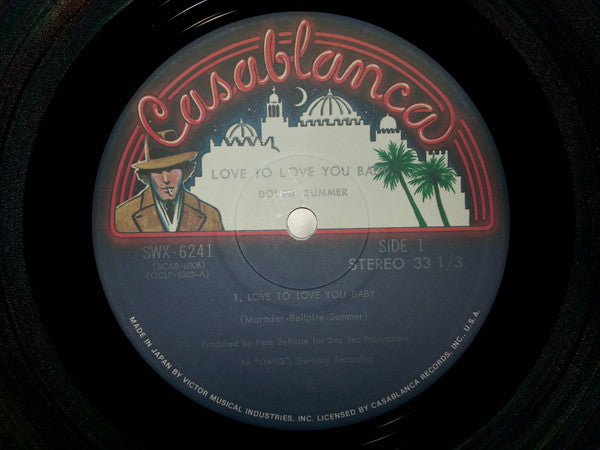 Casablanca
LOVE TO LOVE YOU BABY
DONNA SUMMER
SWX-6241
(SCAB-6008)
(OCLP-5003-A)
SIDE 1
STEREO 33 1/3
1. LOVE TO LOVE YOU BABY
(Moroder-Bellotte-Summer)
Produced by Pete Bellotte for Say Yes Productions
An "OASIS", Germany Recording
MADE IN JAPAN BY VICTOR MUSICAL INDUSTRIES, INC. LICENSED BY CASABLANCA RECORDS, INC., U.S.A.